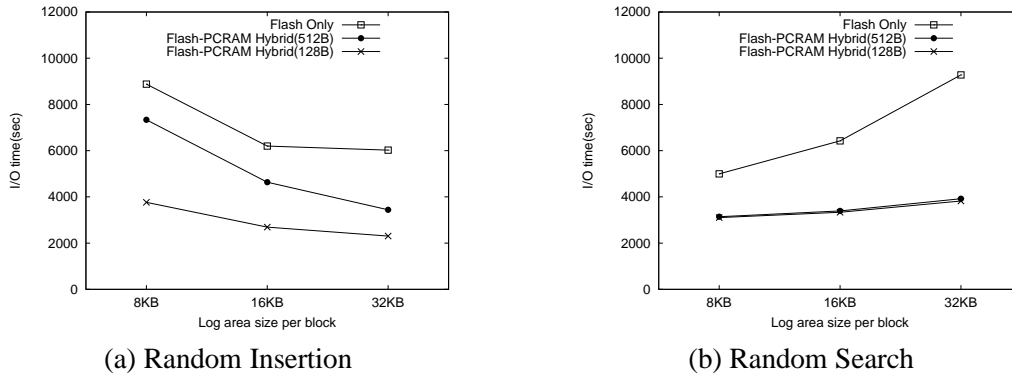 12000
10000
8000
6000
4000
2000
0
8KB 16KB 32KB
I/O time(sec)
Log area size per block
Flash Only
Flash-PCRAM Hybrid(512B)
Flash-PCRAM Hybrid(128B)
(a) Random Insertion
12000
10000
8000
6000
4000
2000
0
8KB 16KB 32KB
I/O time(sec)
Log area size per block
Flash Only
Flash-PCRAM Hybrid(512B)
Flash-PCRAM Hybrid(128B)
(b) Random Search